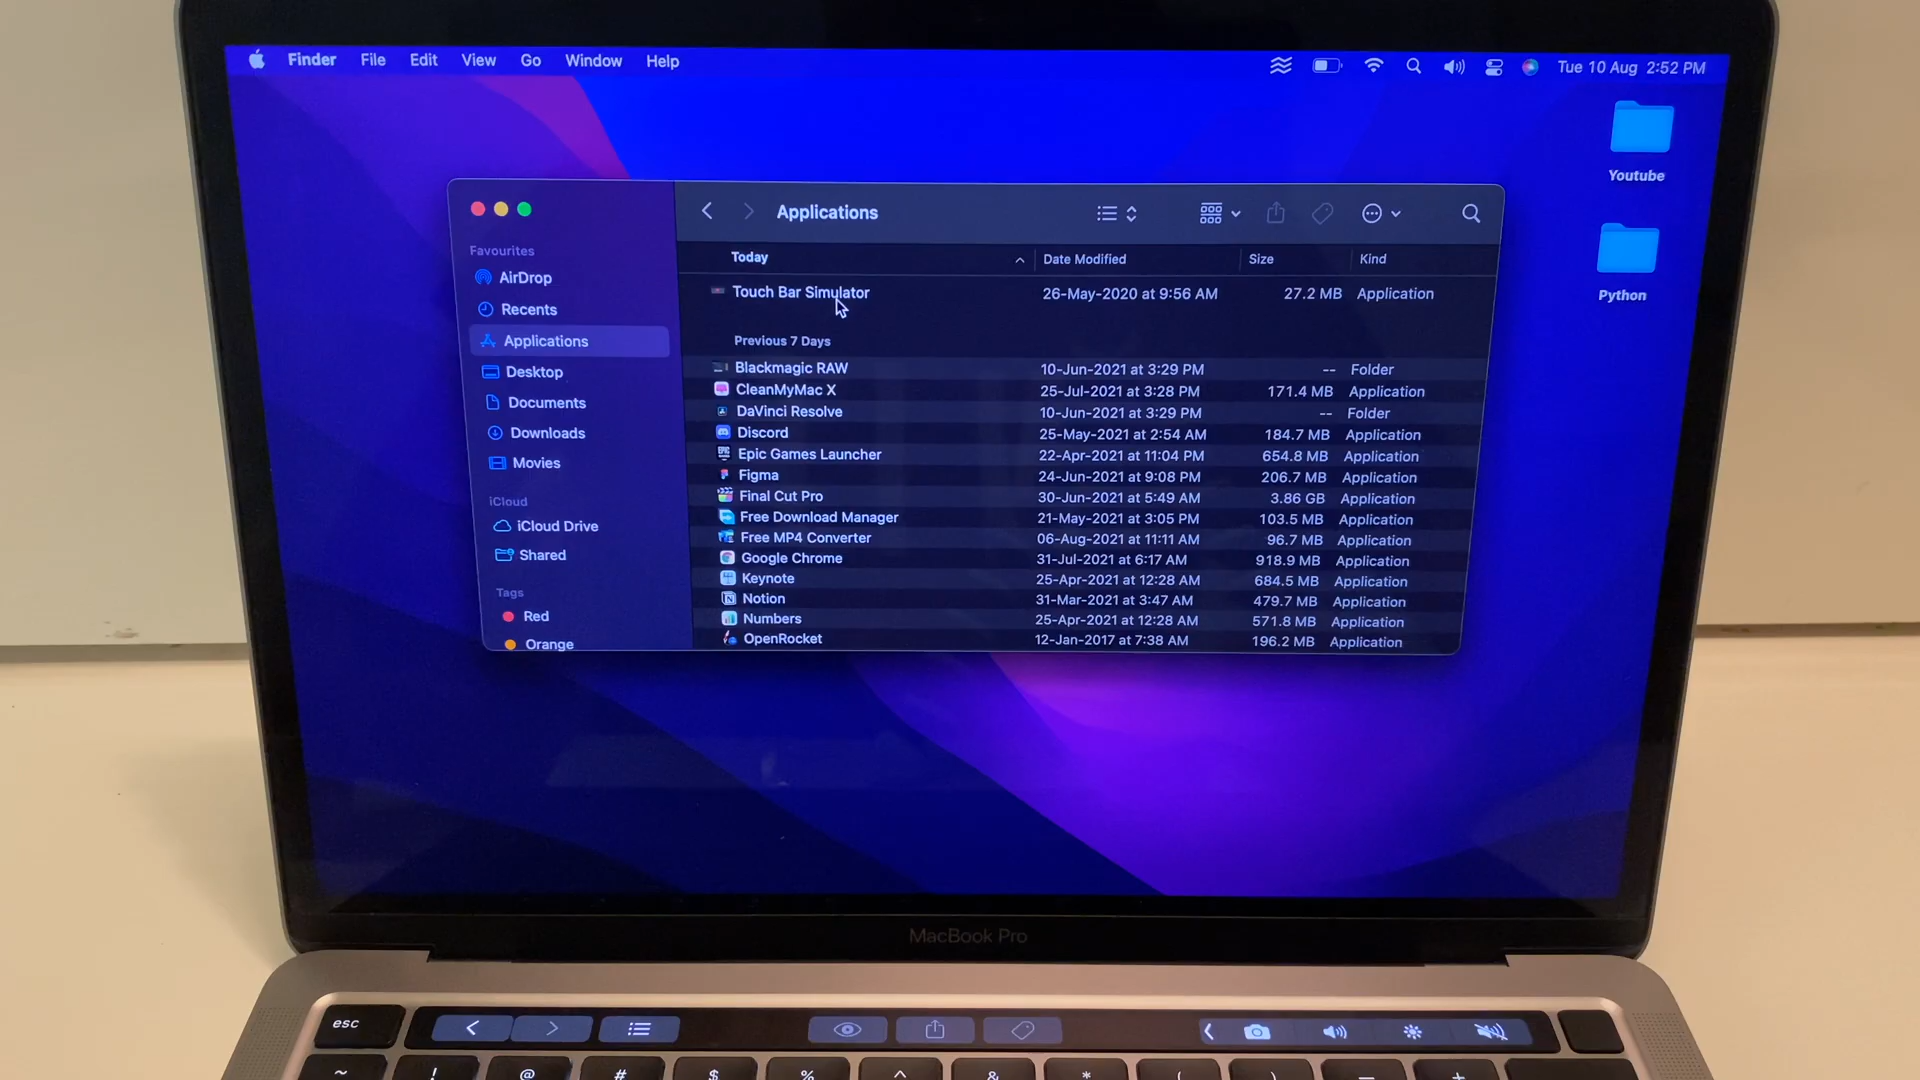 Finder File Edit View Go Window Help Tue 10 Aug 2:52 PM
Youtube
Python
Applications
Favourites
AirDrop
Recents
Applications
Desktop
Documents
Downloads
Movies
iCloud
iCloud Drive
Shared
Tags
Red
Orange
Today Date Modified Size Kind
Touch Bar Simulator 26-May-2020 at 9:56 AM 27.2 MB Application
Previous 7 Days
Blackmagic RAW 10-Jun-2021 at 3:29 PM -- Folder
CleanMyMac X 25-Jul-2021 at 3:28 PM 171.4 MB Application
DaVinci Resolve 10-Jun-2021 at 3:29 PM -- Folder
Discord 25-May-2021 at 2:54 AM 184.7 MB Application
Epic Games Launcher 22-Apr-2021 at 11:04 PM 654.8 MB Application
Figma 24-Jun-2021 at 9:08 PM 206.7 MB Application
Final Cut Pro 30-Jun-2021 at 5:49 AM 3.86 GB Application
Free Download Manager 21-May-2021 at 3:05 PM 103.5 MB Application
Free MP4 Converter 06-Aug-2021 at 11:11 AM 96.7 MB Application
Google Chrome 31-Jul-2021 at 6:17 AM 918.9 MB Application
Keynote 25-Apr-2021 at 12:28 AM 684.5 MB Application
Notion 31-Mar-2021 at 3:47 AM 479.7 MB Application
Numbers 25-Apr-2021 at 12:28 AM 571.8 MB Application
OpenRocket 12-Jan-2017 at 7:38 AM 196.2 MB Application
MacBook Pro
esc
~ ! @ # $ % ^ & * ( ) — +